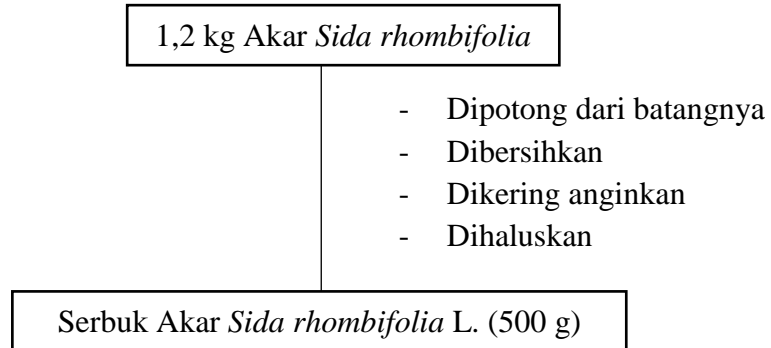 1,2 kg Akar Sida rhombifolia
- Dipotong dari batangnya
- Dibersihkan
- Dikering anginkan
- Dihaluskan
Serbuk Akar Sida rhombifolia L. (500 g)